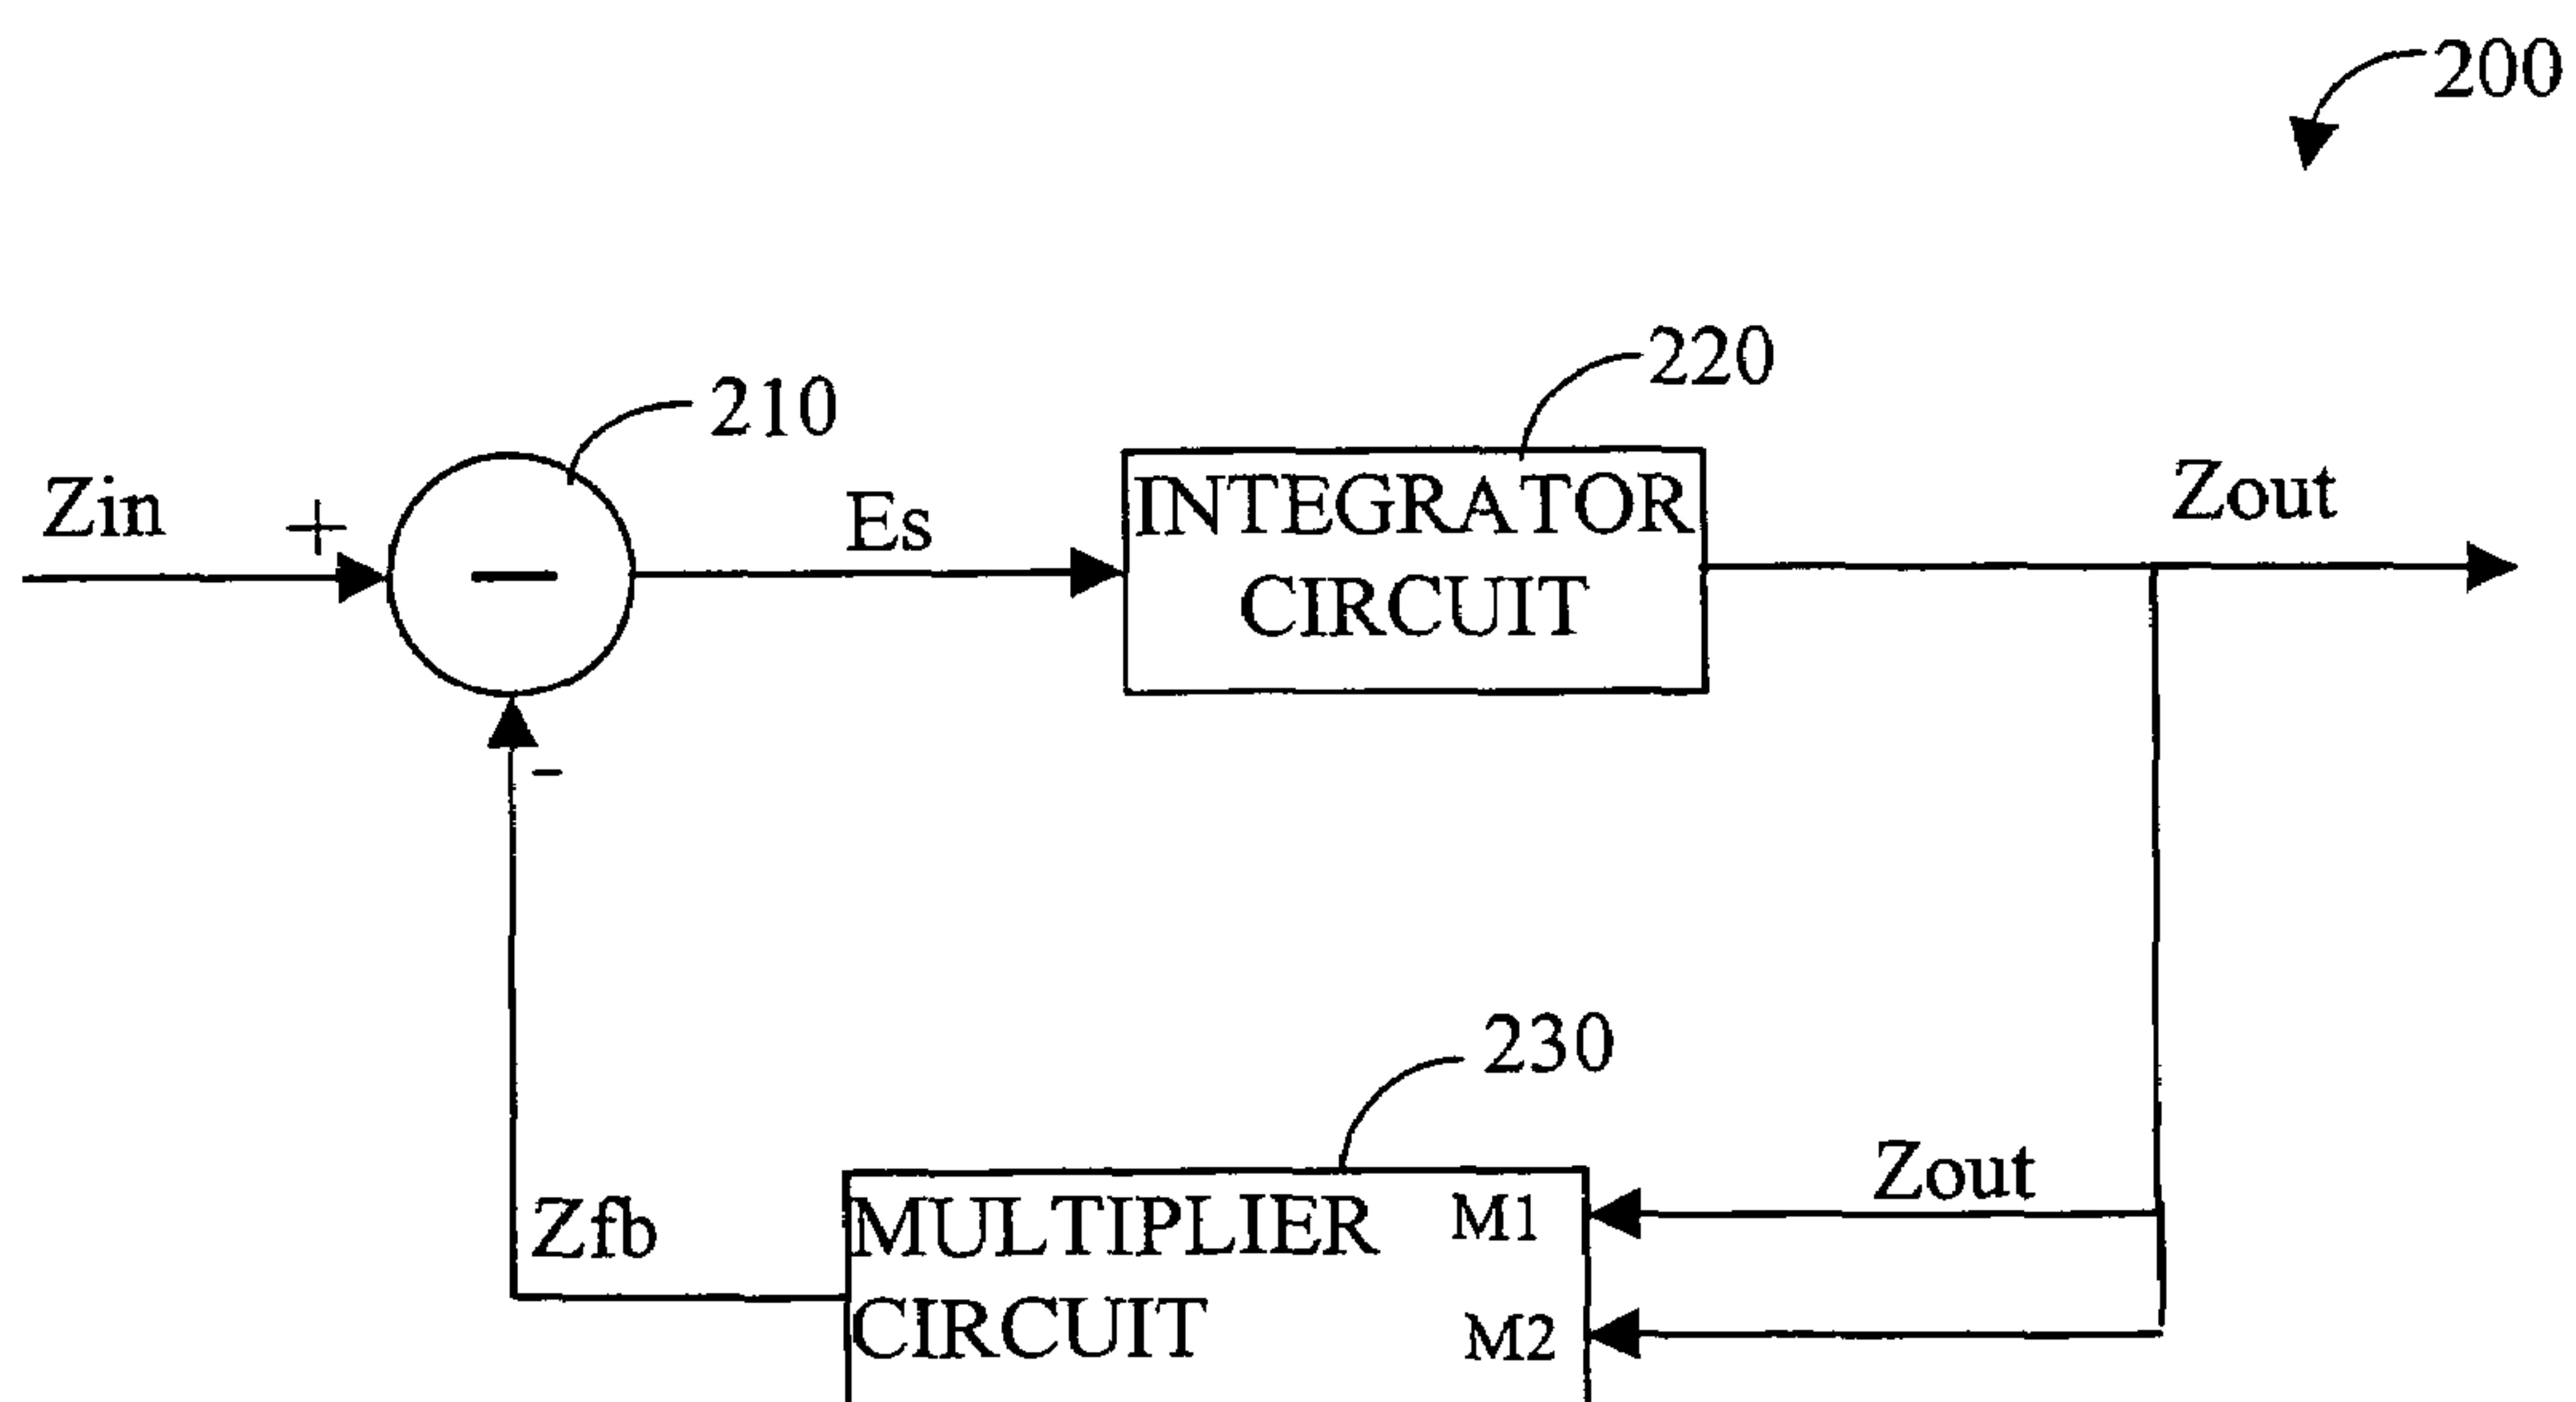 200
220
210
Zin
+
Es
INTEGRATOR
CIRCUIT
Zout
-
230
Zout
Zfb
MULTIPLIER
CIRCUIT
M1
M2